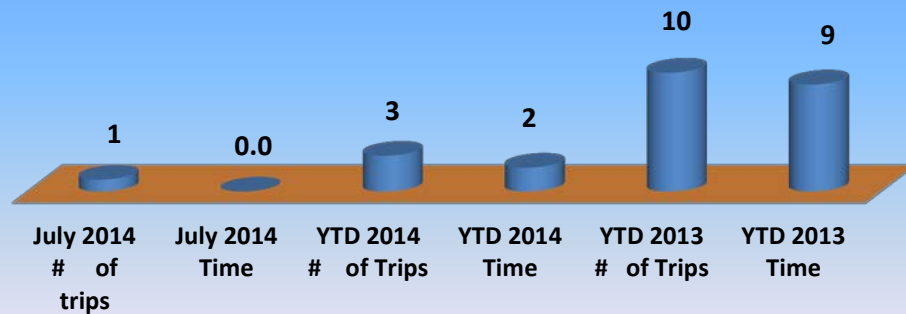 1
0.0
3
2
10
9
July 2014
# of
trips
July 2014
Time
YTD 2014
# of Trips
YTD 2014
Time
YTD 2013
# of Trips
YTD 2013
Time